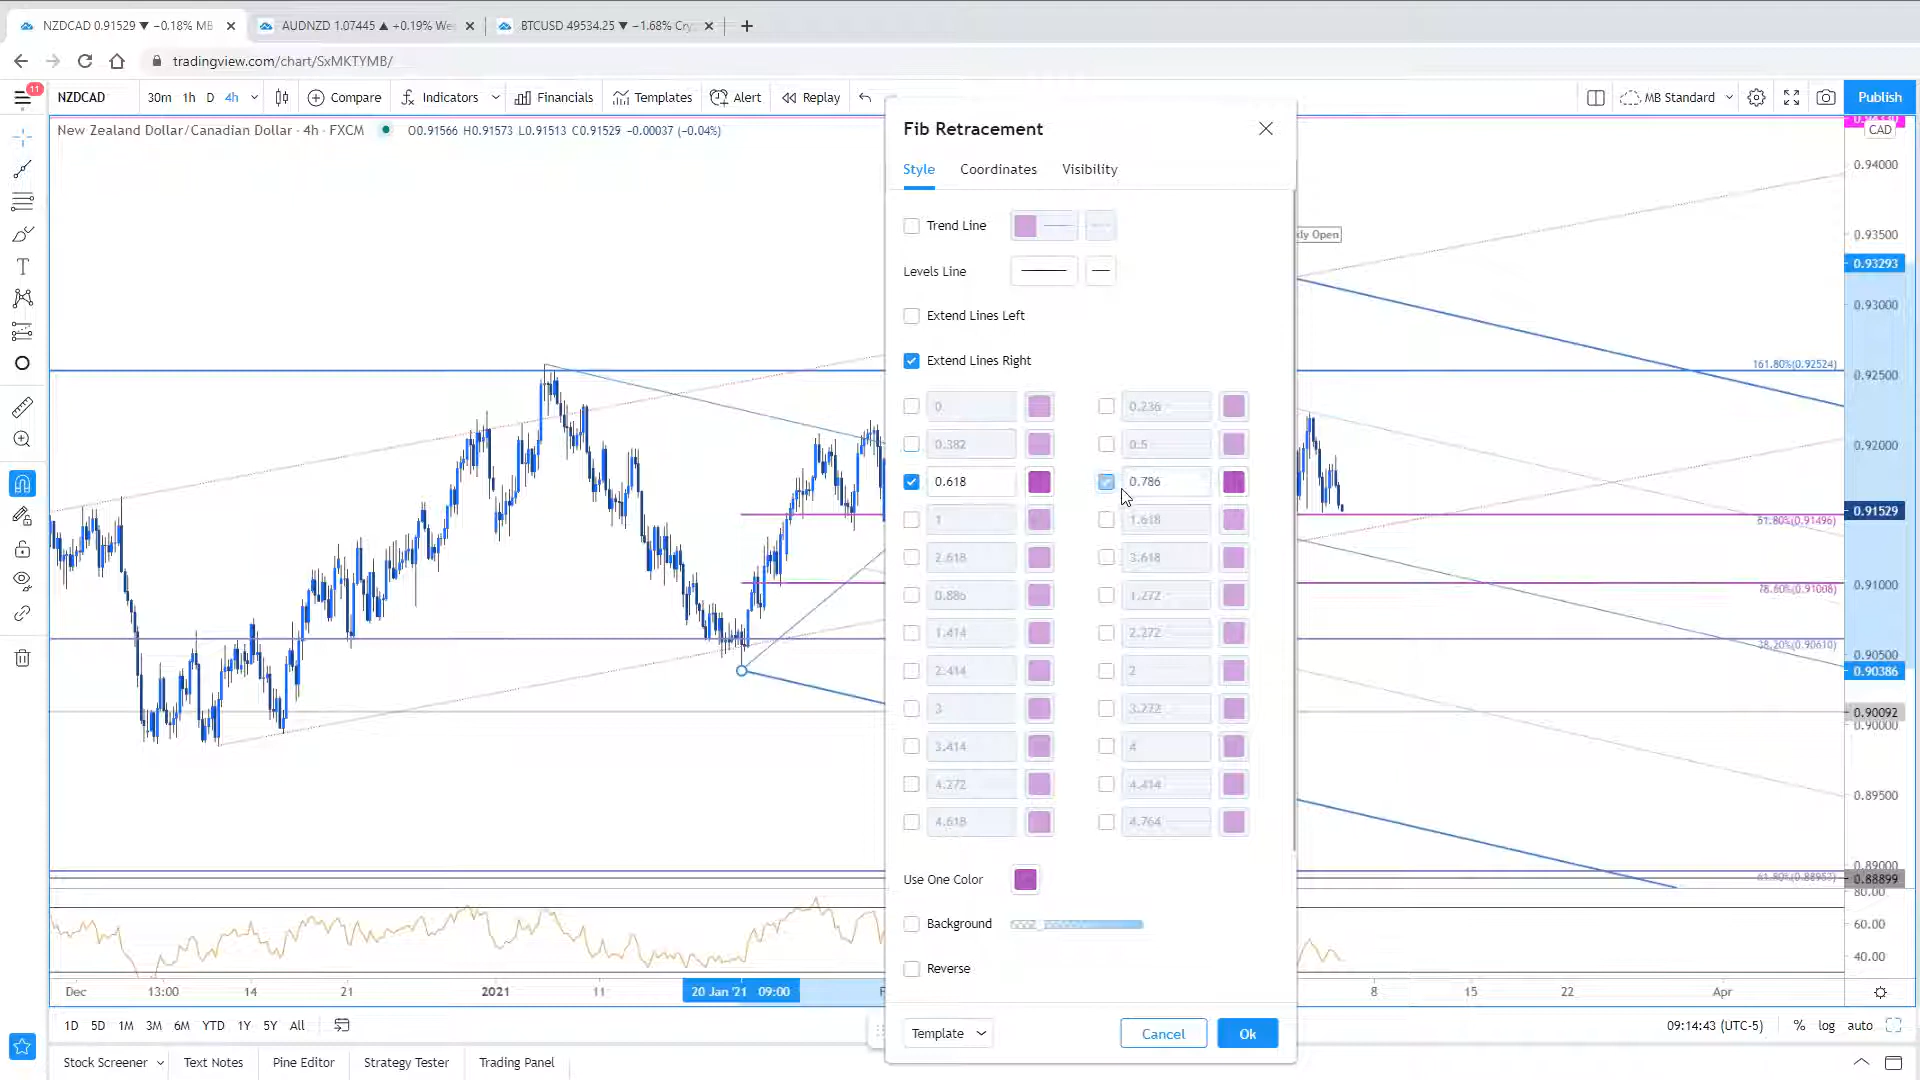 NZDCAD 0.91529 ▼ −0.18% MB
AUDNZD 1.07445 ▲ +0.19% We
BTCUSD 49534.25 ▼ −1.68% Cry
tradingview.com/chart/SxMKTYMB/
11
NZDCAD
30m 1h D 4h
Compare
Indicators
Financials
Templates
Alert
Replay
MB Standard
Publish
New Zealand Dollar/Canadian Dollar · 4h · FXCM
O0.91566 H0.91573 L0.91513 C0.91529 −0.00037 (−0.04%)
CAD
0.94000
0.93500
0.93293
0.93000
0.92500
0.92000
0.91529
0.91000
0.90500
0.90386
0.90092
0.90000
0.89500
0.89000
0.88899
80.00
60.00
40.00
dy Open
161.80%(0.92524)
61.80%(0.91496)
78.60%(0.91008)
38.20%(0.90610)
Fib Retracement
Style Coordinates Visibility
Trend Line
Levels Line
Extend Lines Left
Extend Lines Right
0 0.236
0.382 0.5
0.618 0.786
1 1.618
2.618 3.618
0.886 1.272
1.414 2.272
2.414 2
3 3.272
3.414 4
4.272 4.414
4.618 4.764
Use One Color
Background
Reverse
Template
Cancel
Ok
Dec 13:00 14 21 2021 11 20 Jan '21 09:00 F 8 15 22 Apr
1D 5D 1M 3M 6M YTD 1Y 5Y All
09:14:43 (UTC-5) % log auto
Stock Screener Text Notes Pine Editor Strategy Tester Trading Panel